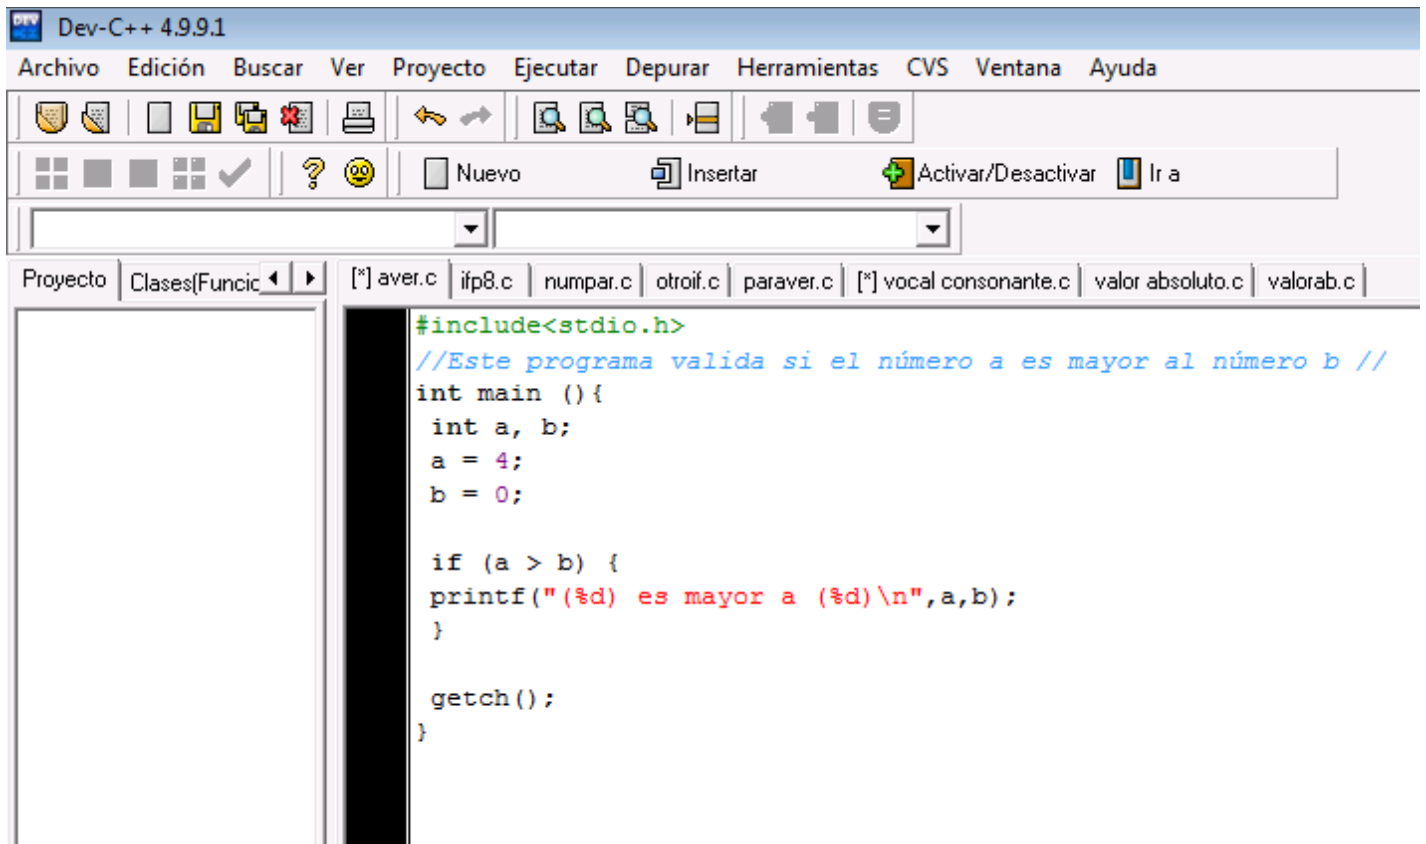 Dev-C++ 4.9.9.1
Archivo Edición Buscar Ver Proyecto Ejecutar Depurar Herramientas CVS Ventana Ayuda
Nuevo Insertar Activar/Desactivar Ir a
Proyecto Clases(Funcic [*] aver.c ifp8.c numpar.c otroif.c paraver.c [*] vocal consonante.c valor absoluto.c valorab.c
#include<stdio.h>
//Este programa valida si el número a es mayor al número b //
int main (){
int a, b;
a = 4;
b = 0;
if (a > b) {
printf("(%d) es mayor a (%d)\n",a,b);
}
getch();
}